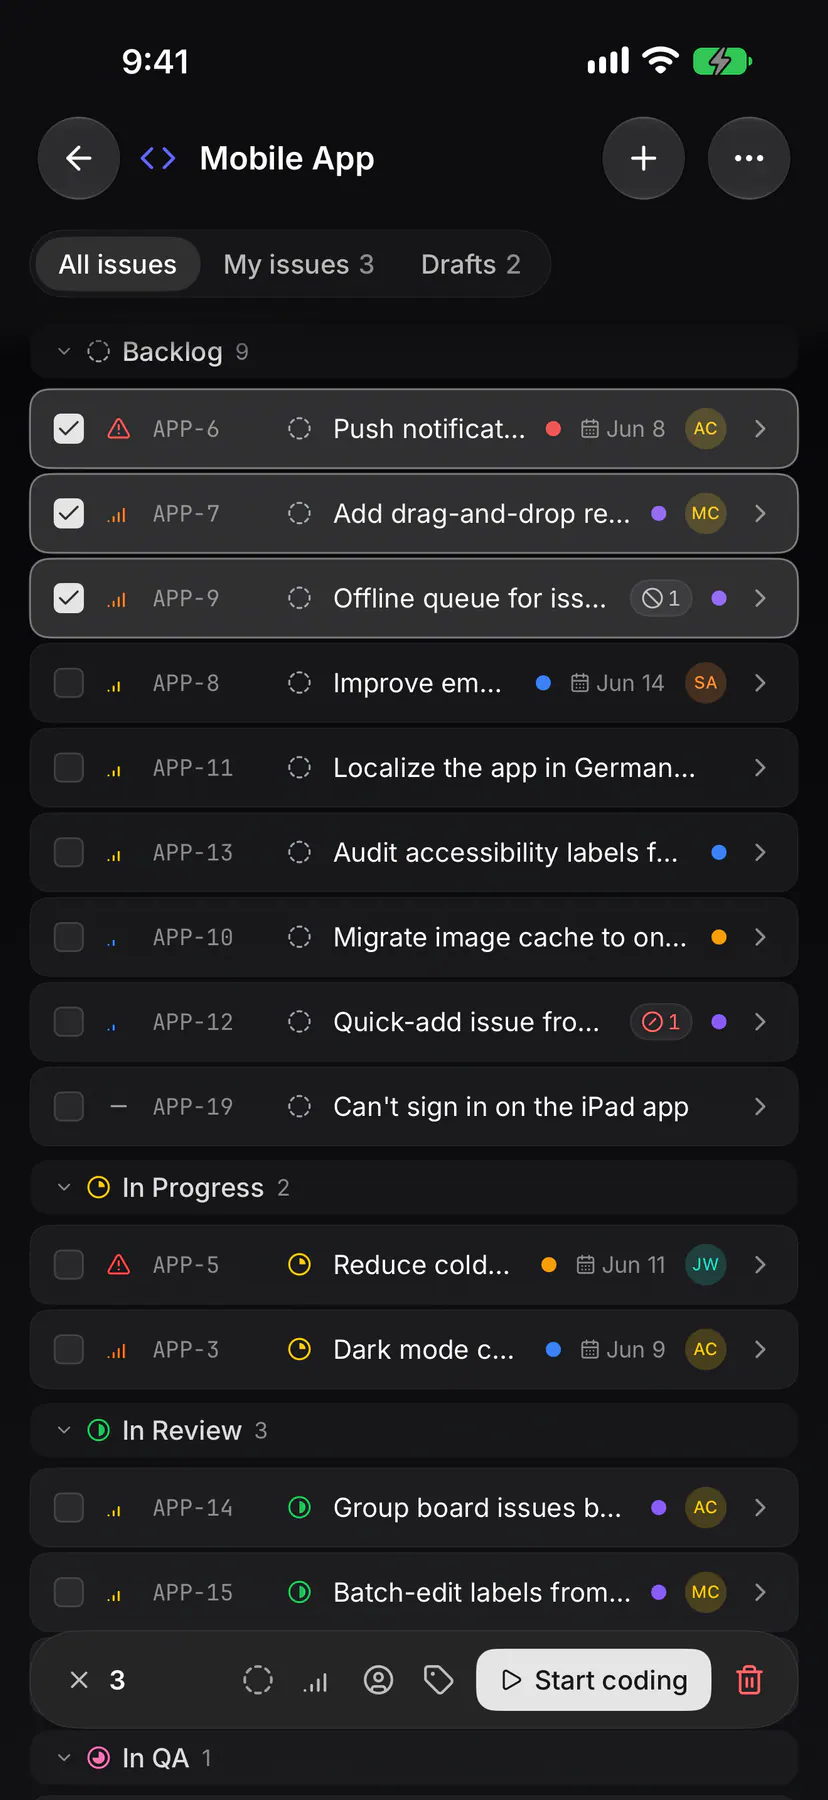 9:41
Mobile App
All issues My issues 3 Drafts 2
Backlog 9
APP-6 Push notificat... Jun 8 AC
APP-7 Add drag-and-drop re... MC
APP-9 Offline queue for iss... 1
APP-8 Improve em... Jun 14 SA
APP-11 Localize the app in German...
APP-13 Audit accessibility labels f...
APP-10 Migrate image cache to on...
APP-12 Quick-add issue fro... 1
APP-19 Can't sign in on the iPad app
In Progress 2
APP-5 Reduce cold... Jun 11 JW
APP-3 Dark mode c... Jun 9 AC
In Review 3
APP-14 Group board issues b... AC
APP-15 Batch-edit labels from... MC
3 Start coding
In QA 1